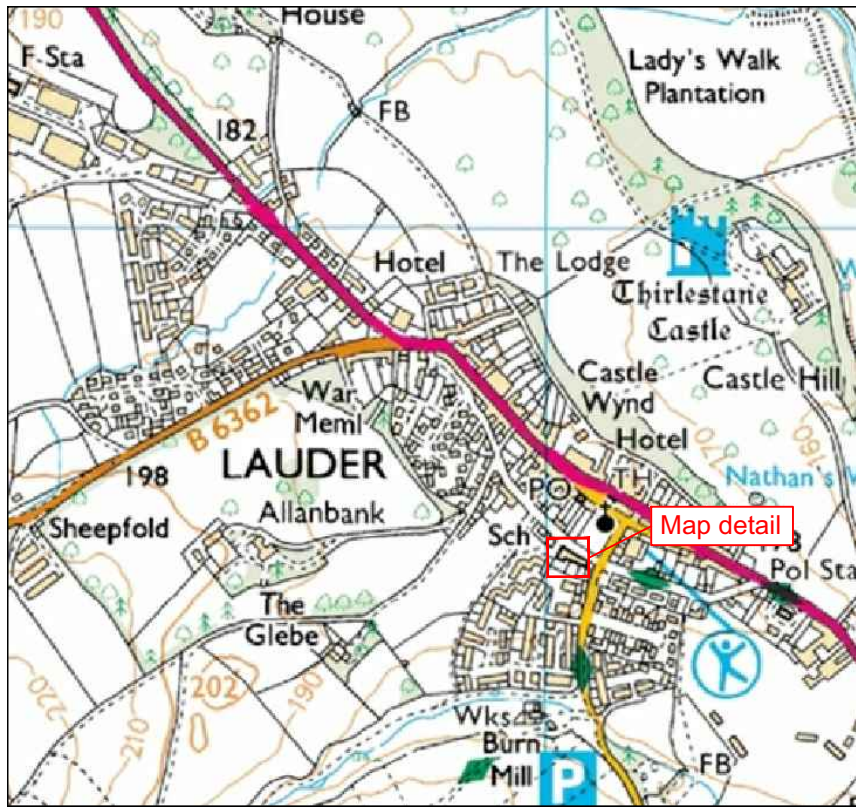 190
House
F Sta
Lady's Walk
Plantation
FB
182
Hotel
The Lodge
Thirlestane
Castle
Castle
Wynd
Castle Hill
War
Meml
B 6362
Hotel
170
160
LAUDER
198
PO
TH
Nathan's W
Allanbank
Sheepfold
Sch
Map detail
Pol Sta
The
Glebe
220
210
202
190
Wks
Burn
Mill
P
FB